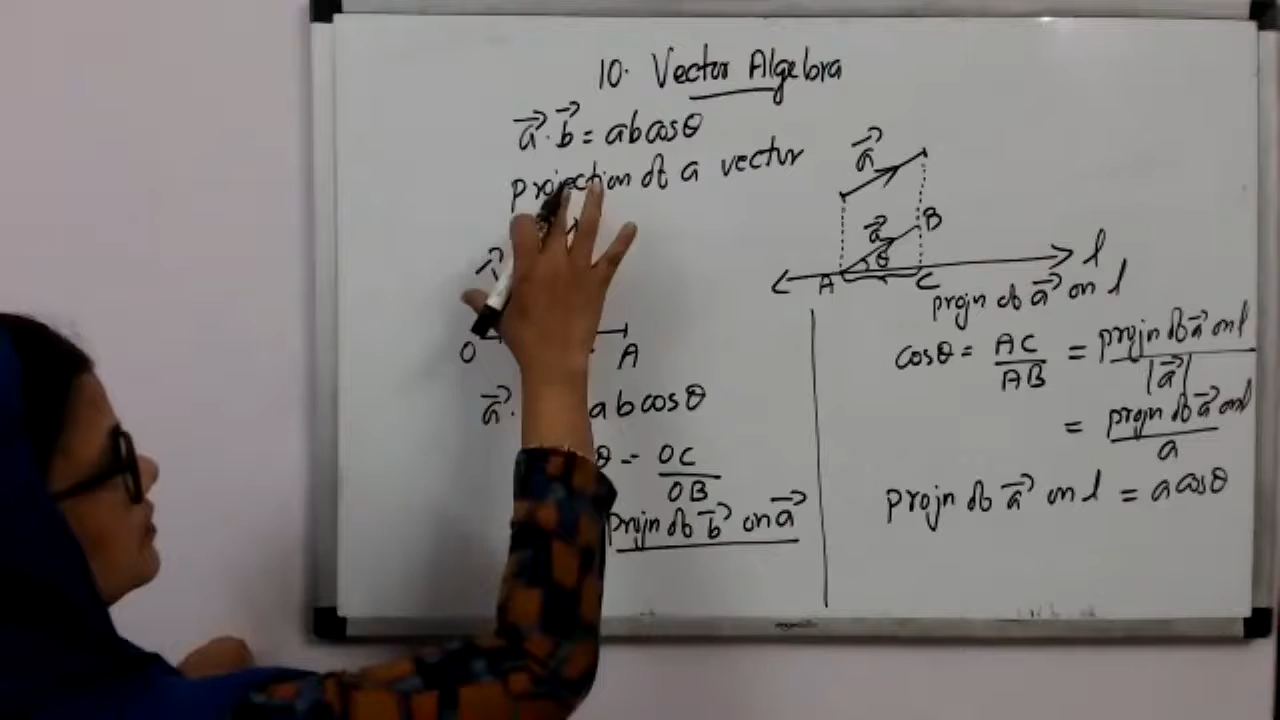 10. Vector Algebra
a⃗ . b⃗ = ab cosθ
projection of a vector
O A
a⃗ . ab cosθ
θ = OC / OB
projn of b⃗ on a⃗
a⃗
a⃗ B
θ
A C l
projn of a⃗ on l
cosθ = AC / AB = projn of a⃗ on l / |a⃗|
= projn of a⃗ on l / a
projn of a⃗ on l = a cosθ